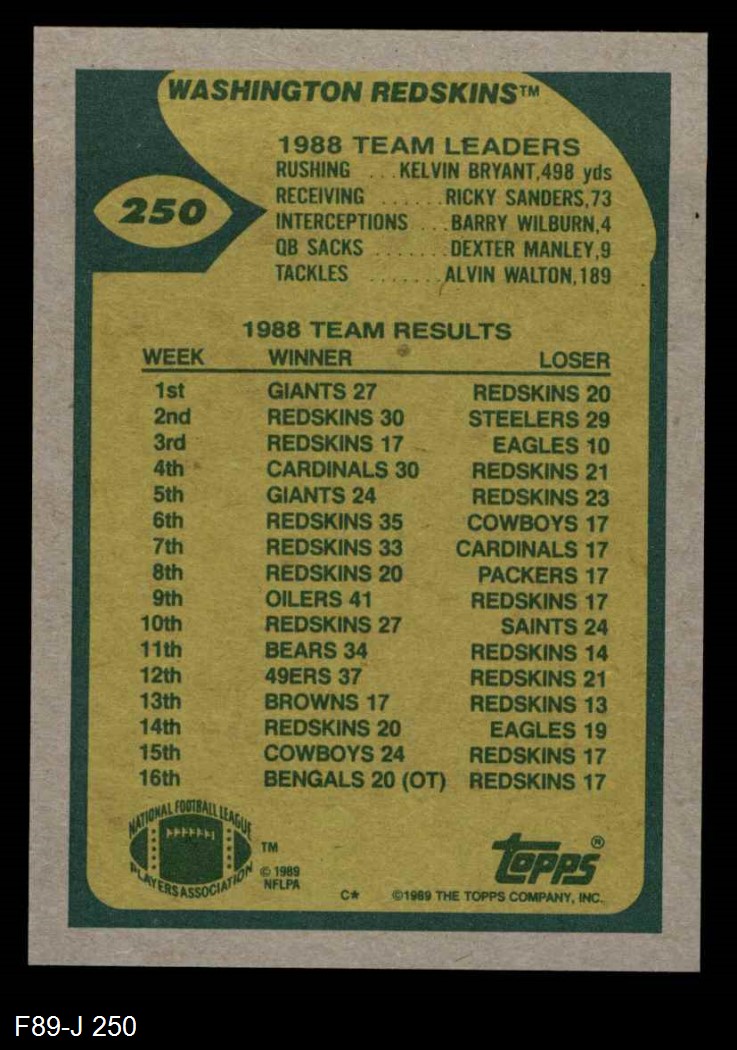 WASHINGTON REDSKINS™
1988 TEAM LEADERS
RUSHING ...KELVIN BRYANT,498 yds
250
RECEIVING ......RICKY SANDERS,73
INTERCEPTIONS ...BARRY WILBURN,4
QB SACKS ........DEXTER MANLEY,9
TACKLES .......ALVIN WALTON,189
1988 TEAM RESULTS
WEEK WINNER LOSER
1st GIANTS 27 REDSKINS 20
2nd REDSKINS 30 STEELERS 29
3rd REDSKINS 17 EAGLES 10
4th CARDINALS 30 REDSKINS 21
5th GIANTS 24 REDSKINS 23
6th REDSKINS 35 COWBOYS 17
7th REDSKINS 33 CARDINALS 17
8th REDSKINS 20 PACKERS 17
9th OILERS 41 REDSKINS 17
10th REDSKINS 27 SAINTS 24
11th BEARS 34 REDSKINS 14
12th 49ERS 37 REDSKINS 21
13th BROWNS 17 REDSKINS 13
14th REDSKINS 20 EAGLES 19
15th COWBOYS 24 REDSKINS 17
16th BENGALS 20 (OT) REDSKINS 17
NATIONAL FOOTBALL LEAGUE
PLAYERS ASSOCIATION
TM
© 1989
NFLPA
topps®
C* ©1989 THE TOPPS COMPANY, INC.
F89-J 250